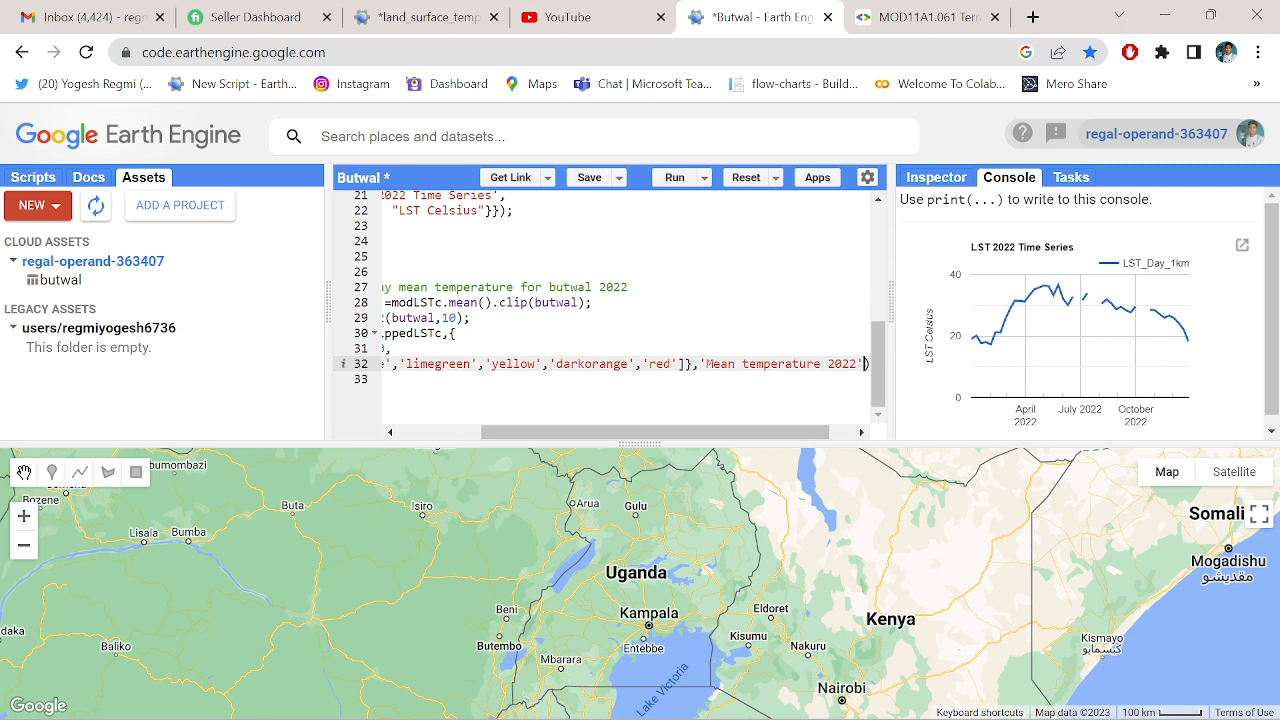 Inbox (4,424) - regm
Seller Dashboard
*land_surface_temp
YouTube
*Butwal - Earth Eng
MOD11A1.061 Terr
code.earthengine.google.com
(20) Yogesh Regmi (...
New Script - Earth...
Instagram
Dashboard
Maps
Chat | Microsoft Tea...
flow-charts - Build...
Welcome To Colab...
Mero Share
»
Google Earth Engine
Search places and datasets...
regal-operand-363407
Scripts
Docs
Assets
Butwal *
Get Link
Save
Run
Reset
Apps
Inspector
Console
Tasks
NEW
ADD A PROJECT
CLOUD ASSETS
regal-operand-363407
butwal
LEGACY ASSETS
users/regmiyogesh6736
This folder is empty.
21 2022 Time Series',
22 "LST Celsius"}});
23
24
25
26
27 y mean temperature for butwal 2022
28 =modLSTc.mean().clip(butwal);
29 (butwal,10);
30 ppedLSTc,{
31 ,
i 32 ','limegreen','yellow','darkorange','red']},'Mean temperature 2022')
33
Use print(...) to write to this console.
LST 2022 Time Series
LST_Day_1km
LST Celsius
40
20
0
April 2022
July 2022
October 2022
Map
Satellite
bumombazi
Bozene
Lisala
Bumba
Buta
Isiro
Arua
Gulu
Uganda
Kampala
Entebbe
Beni
Butembo
Mbarara
Lake Victoria
Eldoret
Kisumu
Nakuru
Kenya
Nairobi
Somali
Mogadishu
مقديشو
Kismayo
كيسمايو
daka
Baliko
Google
Keyboard shortcuts
Map data ©2023
100 km
Terms of Use